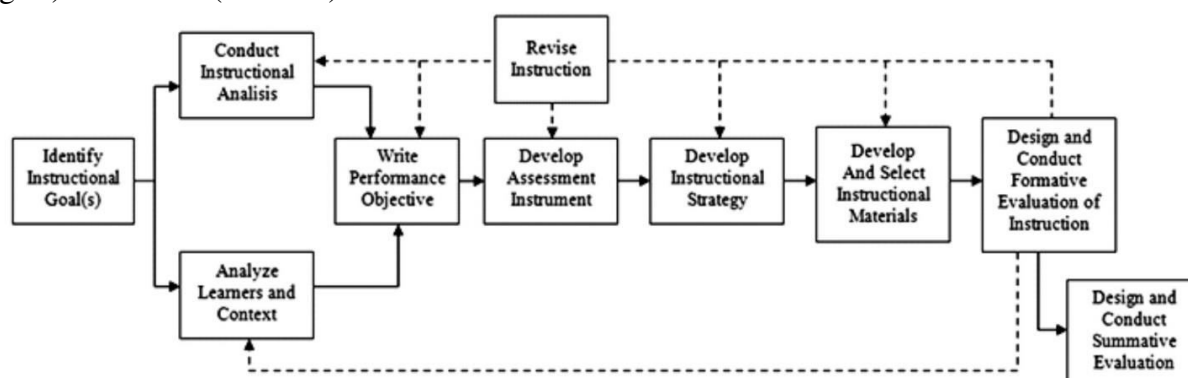 Conduct
Instructional
Analisis
Revise
Instruction
Identify
Instructional
Goal(s)
Write
Performance
Objective
Develop
Assessment
Instrument
Develop
Instructional
Strategy
Develop
And Select
Instructional
Materials
Design and
Conduct
Formative
Evaluation of
Instruction
Analyze
Learners and
Context
Design and
Conduct
Summative
Evaluation